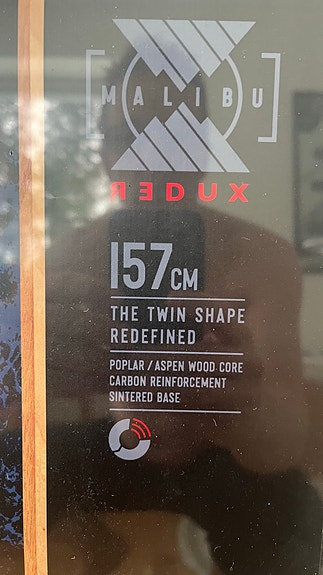 MALIBU
REDUX
157CM
THE TWIN SHAPE
REDEFINED
POPLAR / ASPEN WOOD CORE
CARBON REINFORCEMENT
SINTERED BASE